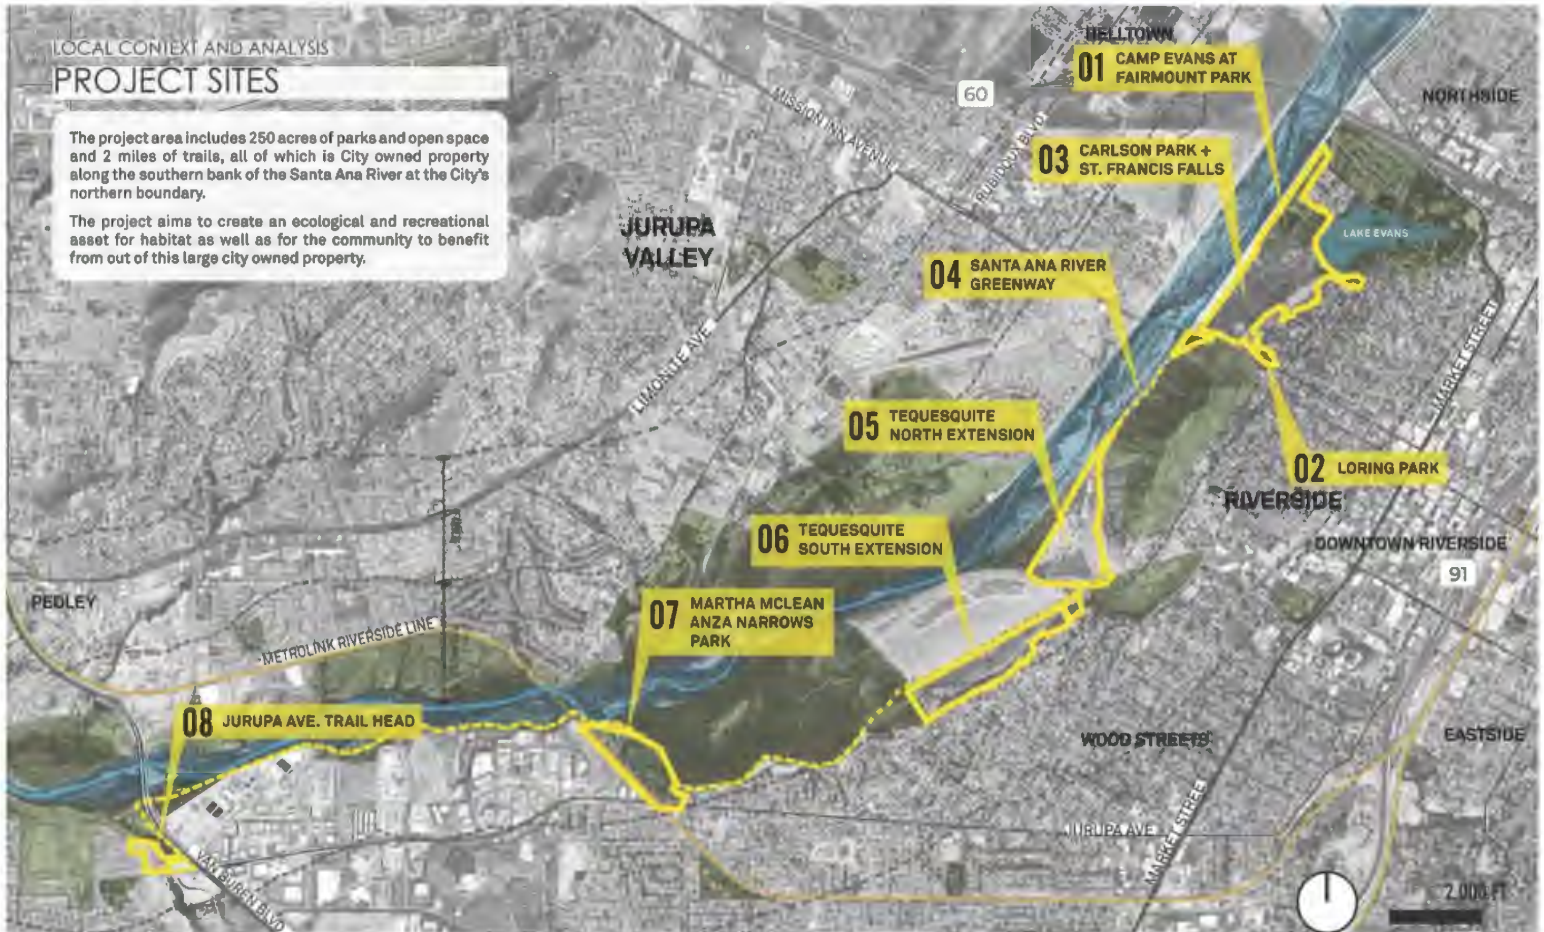 LOCAL CONTEXT AND ANALYSIS
PROJECT SITES
The project area includes 250 acres of parks and open space
and 2 miles of trails, all of which is City owned property
along the southern bank of the Santa Ana River at the City's
northern boundary.
The project aims to create an ecological and recreational
asset for habitat as well as for the community to benefit
from out of this large city owned property.
BELLTOWN
01 CAMP EVANS AT
FAIRMOUNT PARK
60
NORTHSIDE
MISSION INN AVENUE
RUBIDOUX BLVD
03 CARLSON PARK +
ST. FRANCIS FALLS
JURUPA
VALLEY
LAKE EVANS
04 SANTA ANA RIVER
GREENWAY
LIMONITE AVE
MARKET STREET
05 TEQUESQUITE
NORTH EXTENSION
02 LORING PARK
RIVERSIDE
06 TEQUESQUITE
SOUTH EXTENSION
DOWNTOWN RIVERSIDE
91
PEDLEY
07 MARTHA MCLEAN
ANZA NARROWS
PARK
METROLINK RIVERSIDE LINE
08 JURUPA AVE. TRAIL HEAD
WOOD STREETS
EASTSIDE
JURUPA AVE
MARKET STREET
VAN BUREN BLVD
2,000 FT